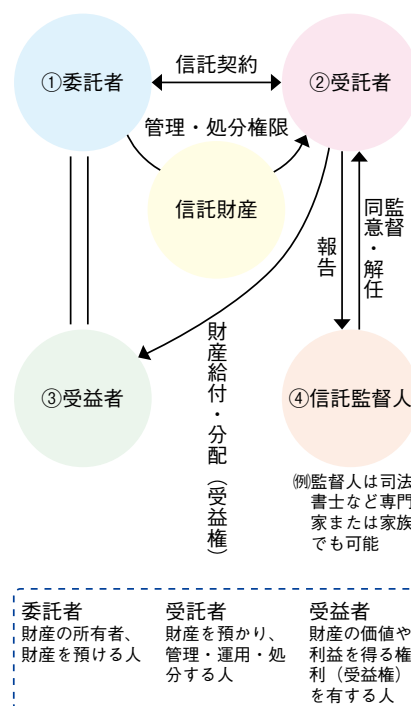 ①委託者
信託契約
②受託者
管理・処分権限
信託財産
監督
同意・解任
報告
③受益者
財産給付・分配（受益権）
④信託監督人
㈎監督人は司法
書士など専門
家または家族
でも可能
委託者
財産の所有者、
財産を預ける人
受託者
財産を預かり、
管理・運用・処
分する人
受益者
財産の価値や
利益を得る権
利（受益権）
を有する人